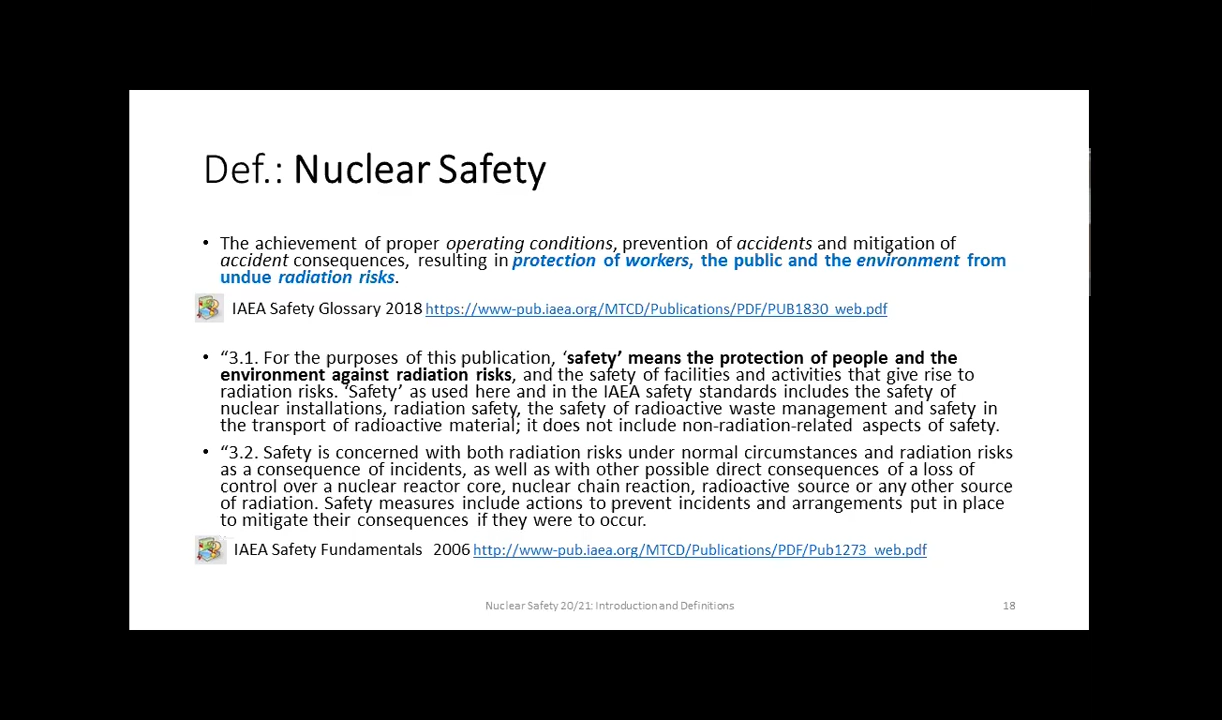 Def.: Nuclear Safety
• The achievement of proper operating conditions, prevention of accidents and mitigation of
accident consequences, resulting in protection of workers, the public and the environment from
undue radiation risks.
IAEA Safety Glossary 2018 https://www-pub.iaea.org/MTCD/Publications/PDF/PUB1830_web.pdf
• “3.1. For the purposes of this publication, ‘safety’ means the protection of people and the
environment against radiation risks, and the safety of facilities and activities that give rise to
radiation risks. ‘Safety’ as used here and in the IAEA safety standards includes the safety of
nuclear installations, radiation safety, the safety of radioactive waste management and safety in
the transport of radioactive material; it does not include non-radiation-related aspects of safety.
• “3.2. Safety is concerned with both radiation risks under normal circumstances and radiation risks
as a consequence of incidents, as well as with other possible direct consequences of a loss of
control over a nuclear reactor core, nuclear chain reaction, radioactive source or any other source
of radiation. Safety measures include actions to prevent incidents and arrangements put in place
to mitigate their consequences if they were to occur.
IAEA Safety Fundamentals 2006 http://www-pub.iaea.org/MTCD/Publications/PDF/Pub1273_web.pdf
Nuclear Safety 20/21: Introduction and Definitions
18